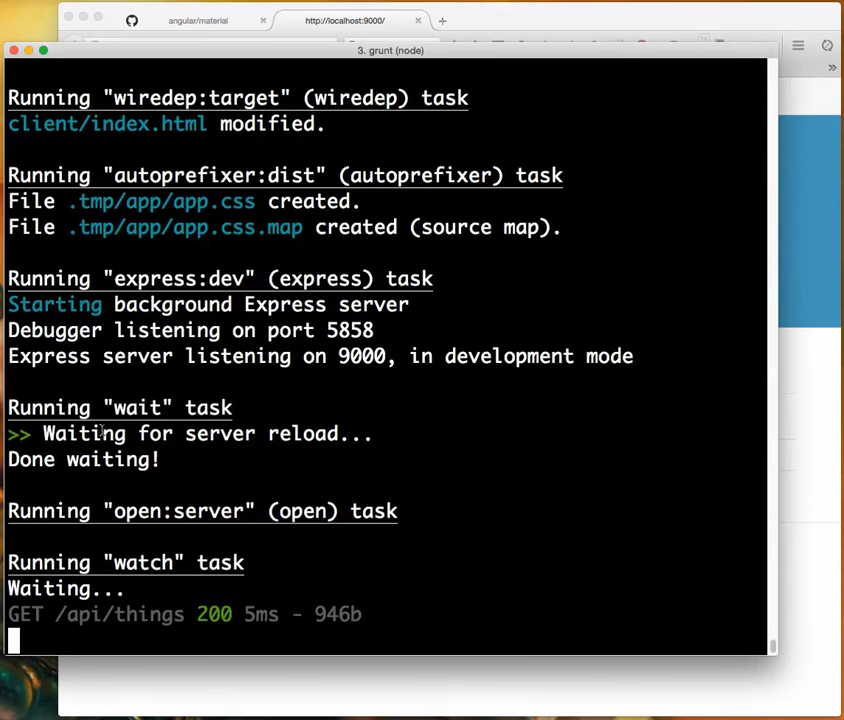 angular/material
http://localhost:9000/
3. grunt (node)
Running "wiredep:target" (wiredep) task
client/index.html modified.
Running "autoprefixer:dist" (autoprefixer) task
File .tmp/app/app.css created.
File .tmp/app/app.css.map created (source map).
Running "express:dev" (express) task
Starting background Express server
Debugger listening on port 5858
Express server listening on 9000, in development mode
Running "wait" task
>> Waiting for server reload...
Done waiting!
Running "open:server" (open) task
Running "watch" task
Waiting...
GET /api/things 200 5ms - 946b